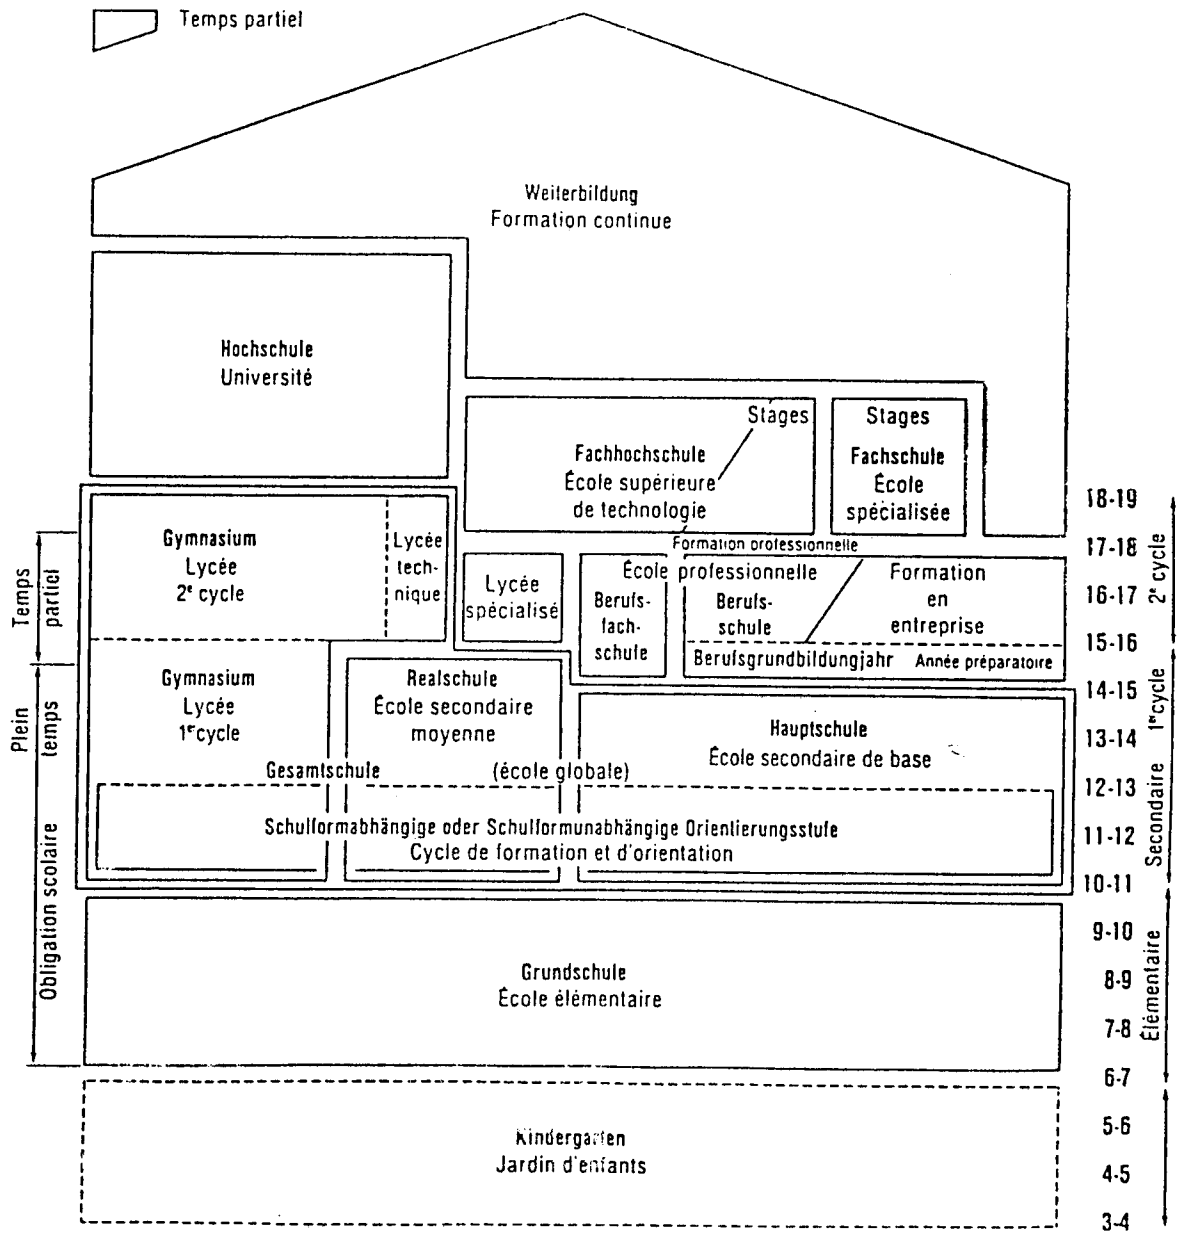 Temps partiel
Weiterbildung
Formation continue
Hochschule
Université
Stages
Fachhochschule
École supérieure
de technologie
Stages
Fachschule
École
spécialisée
Formation professionnelle
Gymnasium
Lycée
2e cycle
Lycée
tech-
nique
Lycée
spécialisé
École professionnelle
Berufs-
fach-
schule
Berufs-
schule
Formation
en
entreprise
Berufsgrundbildungjahr
Année préparatoire
Gymnasium
Lycée
1er cycle
Realschule
École secondaire
moyenne
Hauptschule
École secondaire de base
Gesamtschule
(école globale)
Schulformabhängige oder Schulformunabhängige Orientierungsstufe
Cycle de formation et d'orientation
Grundschule
École élémentaire
Kindergarten
Jardin d'enfants
Temps
partiel
Plein
temps
Obligation scolaire
18-19
17-18
16-17
15-16
14-15
13-14
12-13
11-12
10-11
9-10
8-9
7-8
6-7
5-6
4-5
3-4
2e cycle
1er cycle
Secondaire
Élémentaire